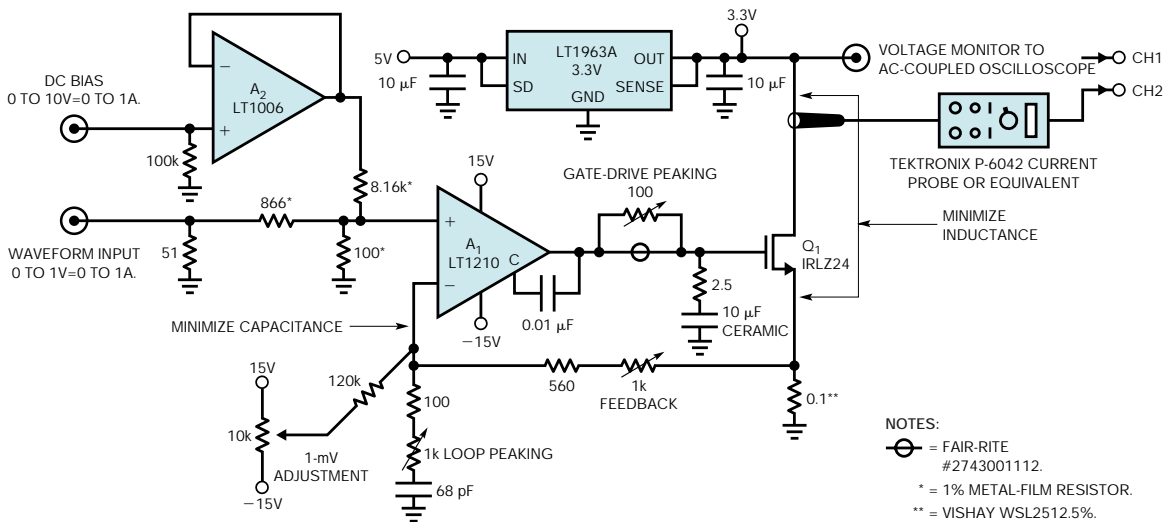 DC BIAS
0 TO 10V=0 TO 1A.
−
A2
LT1006
+
100k
8.16k*
WAVEFORM INPUT
0 TO 1V=0 TO 1A.
51
866*
100*
5V
10 µF
IN
SD
LT1963A
3.3V
GND
OUT
SENSE
3.3V
10 µF
VOLTAGE MONITOR TO
AC-COUPLED OSCILLOSCOPE
CH1
CH2
TEKTRONIX P-6042 CURRENT
PROBE OR EQUIVALENT
MINIMIZE
INDUCTANCE
15V
+
A1
LT1210
C
−
−15V
0.01 µF
GATE-DRIVE PEAKING
100
Q1
IRLZ24
2.5
10 µF
CERAMIC
MINIMIZE CAPACITANCE
15V
10k
−15V
120k
1-mV
ADJUSTMENT
100
1k LOOP PEAKING
68 pF
560
1k
FEEDBACK
0.1**
NOTES:
= FAIR-RITE
#2743001112.
* = 1% METAL-FILM RESISTOR.
** = VISHAY WSL2512.5%.